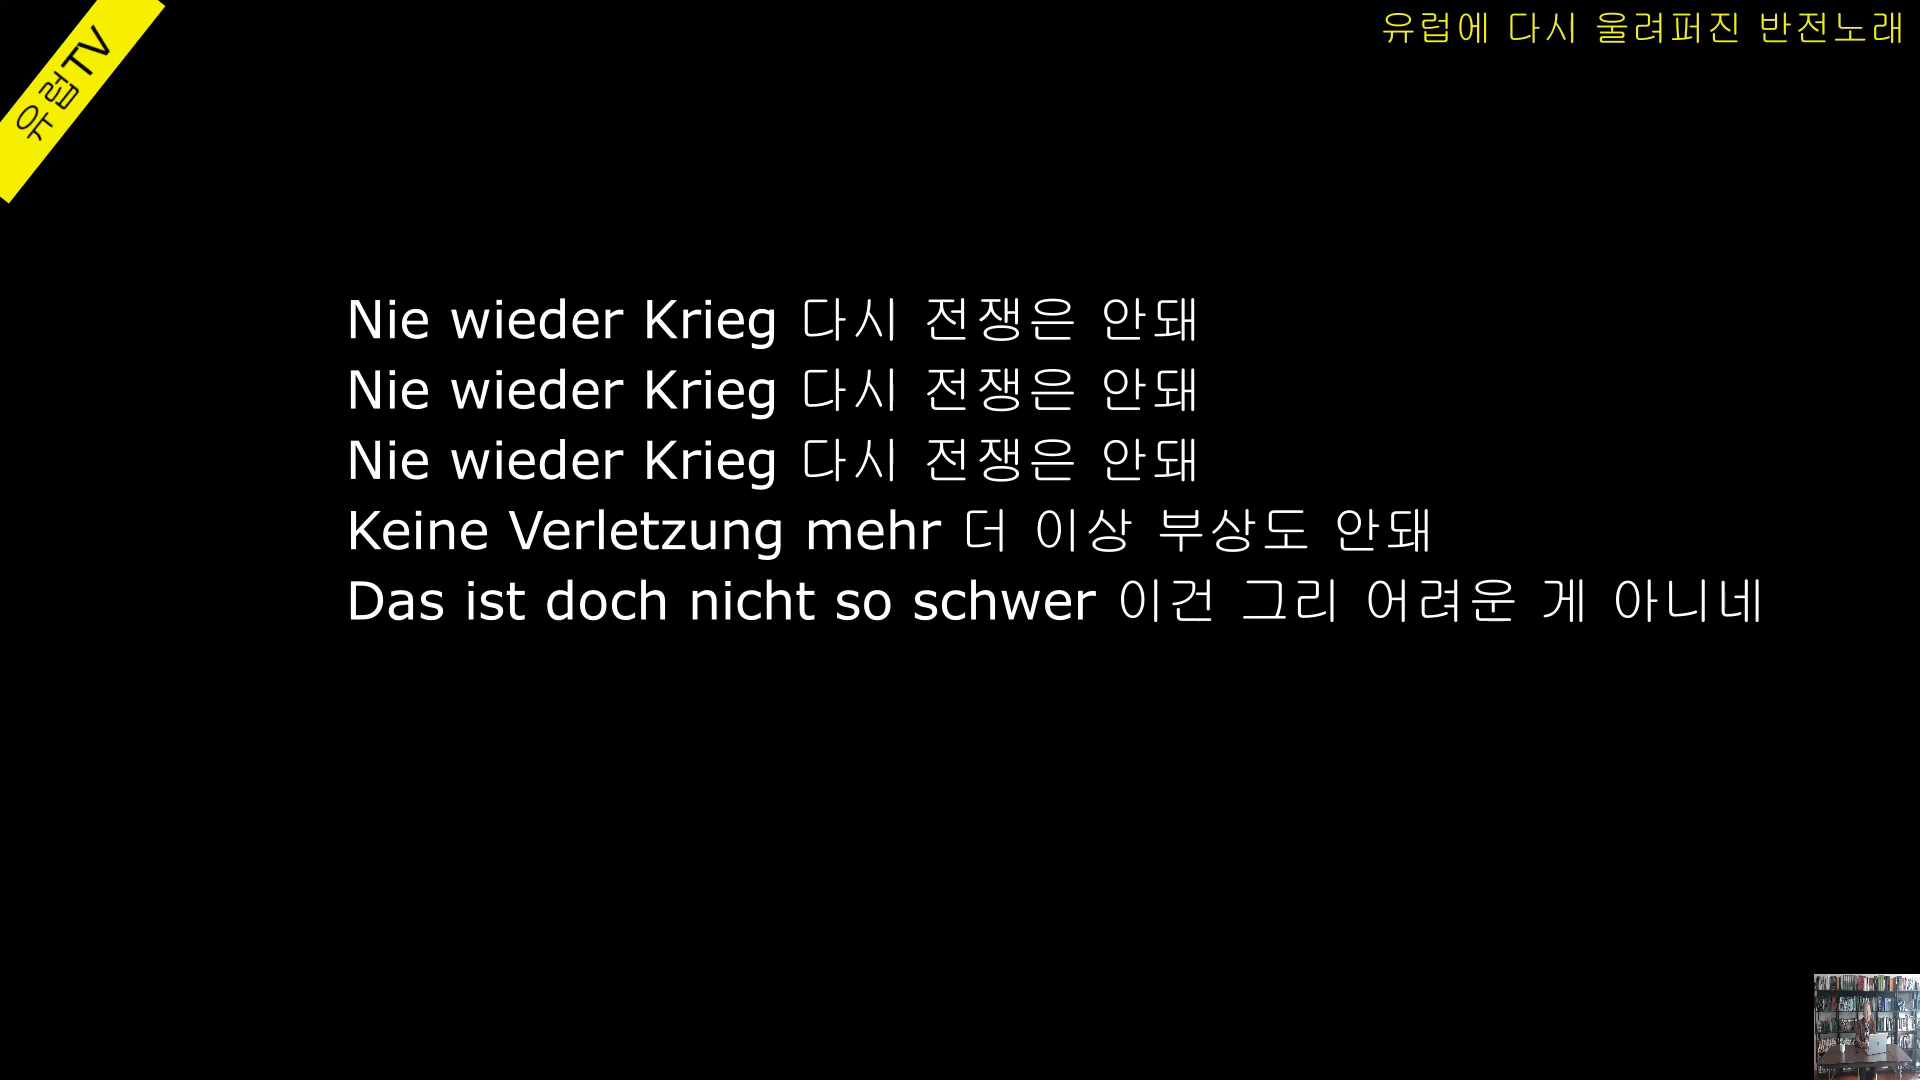 유럽TV
유럽에 다시 울려퍼진 반전노래
Nie wieder Krieg 다시 전쟁은 안돼
Nie wieder Krieg 다시 전쟁은 안돼
Nie wieder Krieg 다시 전쟁은 안돼
Keine Verletzung mehr 더 이상 부상도 안돼
Das ist doch nicht so schwer 이건 그리 어려운 게 아니네